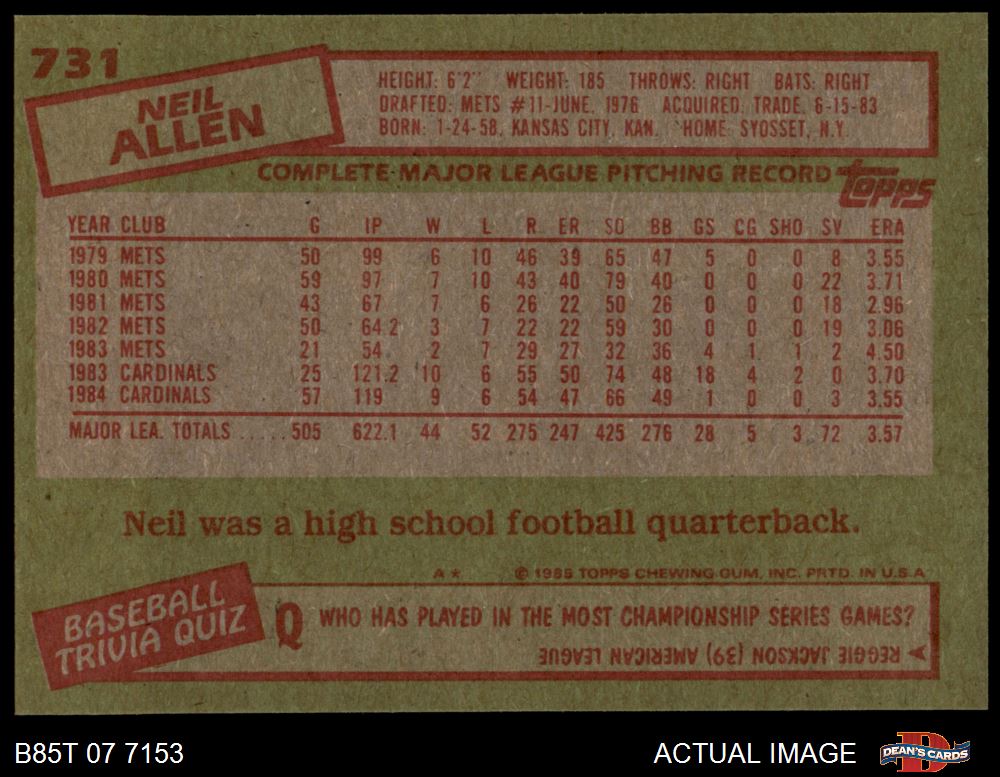 731
NEIL
ALLEN
HEIGHT: 6'2" WEIGHT: 185 THROWS: RIGHT BATS: RIGHT
DRAFTED: METS #11-JUNE, 1976 ACQUIRED: TRADE, 6-15-83
BORN: 1-24-58, KANSAS CITY, KAN. HOME: SYOSSET, N.Y.
COMPLETE MAJOR LEAGUE PITCHING RECORD
topps
YEAR CLUB G IP W L R ER SO BB GS CG SHO SV ERA
1979 METS 50 99 6 10 46 39 65 47 5 0 0 8 3.55
1980 METS 59 97 7 10 43 40 79 40 0 0 0 22 3.71
1981 METS 43 67 7 6 26 22 50 26 0 0 0 18 2.96
1982 METS 50 64.2 3 7 22 22 59 30 0 0 0 19 3.06
1983 METS 21 54 2 7 29 27 32 36 4 1 1 2 4.50
1983 CARDINALS 25 121.2 10 6 55 50 74 48 18 4 2 0 3.70
1984 CARDINALS 57 119 9 6 54 47 66 49 1 0 0 3 3.55
MAJOR LEA. TOTALS ...... 505 622.1 44 52 275 247 425 276 28 5 3 72 3.57
Neil was a high school football quarterback.
A* © 1985 TOPPS CHEWING GUM, INC. PRTD. IN U.S.A
BASEBALL
TRIVIA QUIZ
Q WHO HAS PLAYED IN THE MOST CHAMPIONSHIP SERIES GAMES?
REGGIE JACKSON (39) AMERICAN LEAGUE
B85T 07 7153
ACTUAL IMAGE
D
DEAN'S CARDS